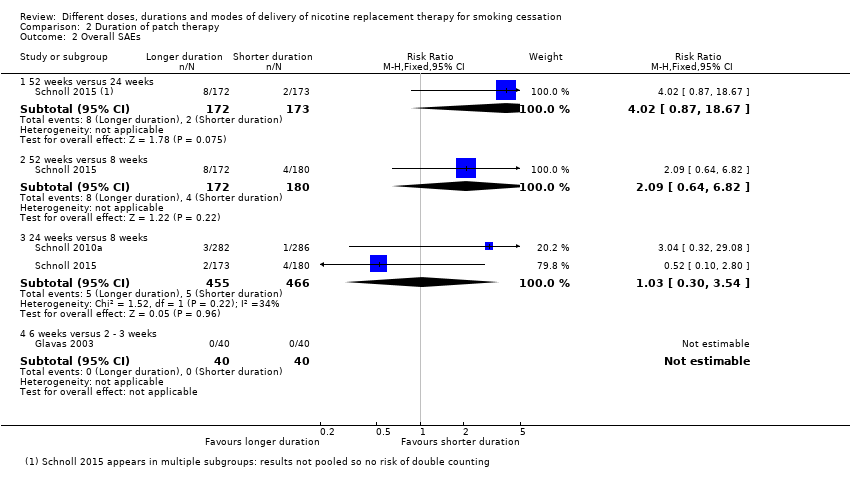 Review: Different doses, durations and modes of delivery of nicotine replacement therapy for smoking cessation
Comparison: 2 Duration of patch therapy
Outcome: 2 Overall SAEs
Study or subgroup Longer duration Shorter duration Risk Ratio Weight Risk Ratio
n/N n/N M-H,Fixed,95% CI M-H,Fixed,95% CI
1 52 weeks versus 24 weeks
Schnoll 2015 (1) 8/172 2/173 100.0 % 4.02 [ 0.87, 18.67 ]
Subtotal (95% CI) 172 173 100.0 % 4.02 [ 0.87, 18.67 ]
Total events: 8 (Longer duration), 2 (Shorter duration)
Heterogeneity: not applicable
Test for overall effect: Z = 1.78 (P = 0.075)
2 52 weeks versus 8 weeks
Schnoll 2015 8/172 4/180 100.0 % 2.09 [ 0.64, 6.82 ]
Subtotal (95% CI) 172 180 100.0 % 2.09 [ 0.64, 6.82 ]
Total events: 8 (Longer duration), 4 (Shorter duration)
Heterogeneity: not applicable
Test for overall effect: Z = 1.22 (P = 0.22)
3 24 weeks versus 8 weeks
Schnoll 2010a 3/282 1/286 20.2 % 3.04 [ 0.32, 29.08 ]
Schnoll 2015 2/173 4/180 79.8 % 0.52 [ 0.10, 2.80 ]
Subtotal (95% CI) 455 466 100.0 % 1.03 [ 0.30, 3.54 ]
Total events: 5 (Longer duration), 5 (Shorter duration)
Heterogeneity: Chi² = 1.52, df = 1 (P = 0.22); I² =34%
Test for overall effect: Z = 0.05 (P = 0.96)
4 6 weeks versus 2 - 3 weeks
Glavas 2003 0/40 0/40 Not estimable
Subtotal (95% CI) 40 40 Not estimable
Total events: 0 (Longer duration), 0 (Shorter duration)
Heterogeneity: not applicable
Test for overall effect: not applicable
0.2 0.5 1 2 5
Favours longer duration Favours shorter duration
(1) Schnoll 2015 appears in multiple subgroups: results not pooled so no risk of double counting